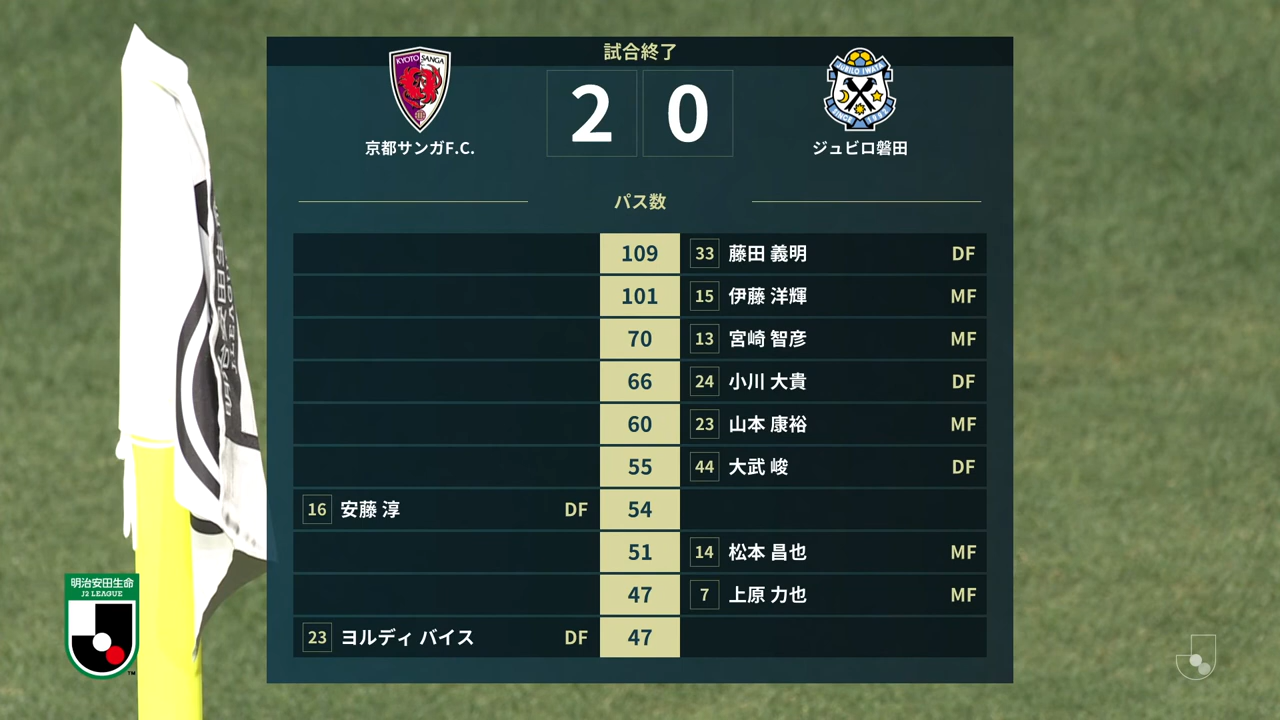 試合終了
KYOTO SANGA
JUBILO IWATA
SINCE 1992
2 0
京都サンガF.C.
ジュビロ磐田
パス数
109 33 藤田 義明 DF
101 15 伊藤 洋輝 MF
70 13 宮崎 智彦 MF
66 24 小川 大貴 DF
60 23 山本 康裕 MF
55 44 大武 峻 DF
16 安藤 淳 DF 54
51 14 松本 昌也 MF
47 7 上原 力也 MF
23 ヨルディ バイス DF 47
明治安田生命
J2 LEAGUE
TM